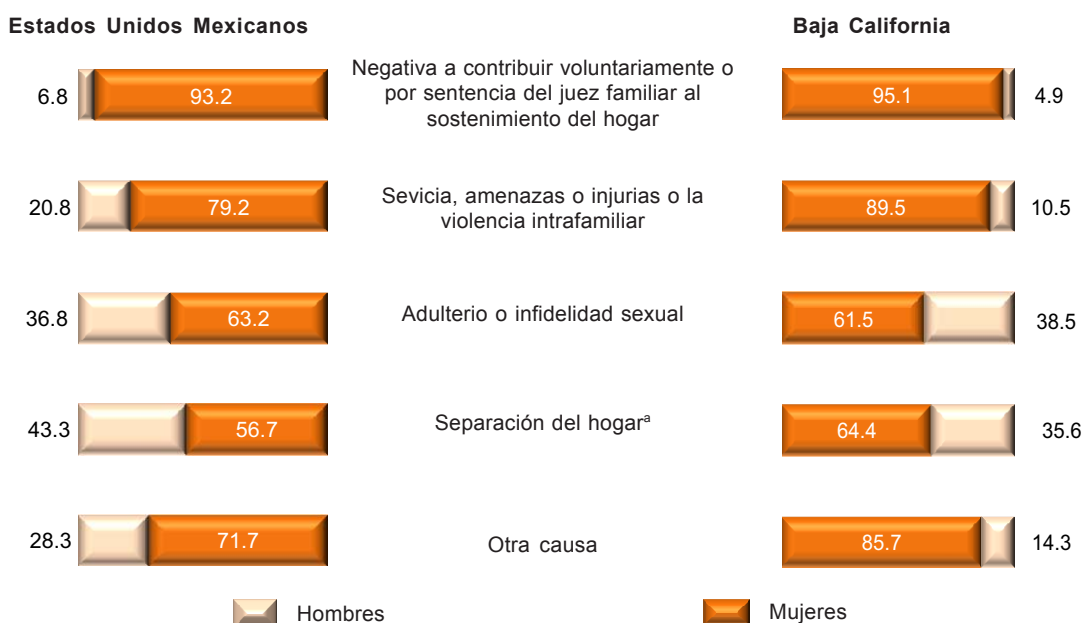 Estados Unidos Mexicanos
Baja California
6.8
93.2
Negativa a contribuir voluntariamente o
por sentencia del juez familiar al
sostenimiento del hogar
95.1
4.9
20.8
79.2
Sevicia, amenazas o injurias o la
violencia intrafamiliar
89.5
10.5
36.8
63.2
Adulterio o infidelidad sexual
61.5
38.5
43.3
56.7
Separación del hogarᵃ
64.4
35.6
28.3
71.7
Otra causa
85.7
14.3
Hombres
Mujeres